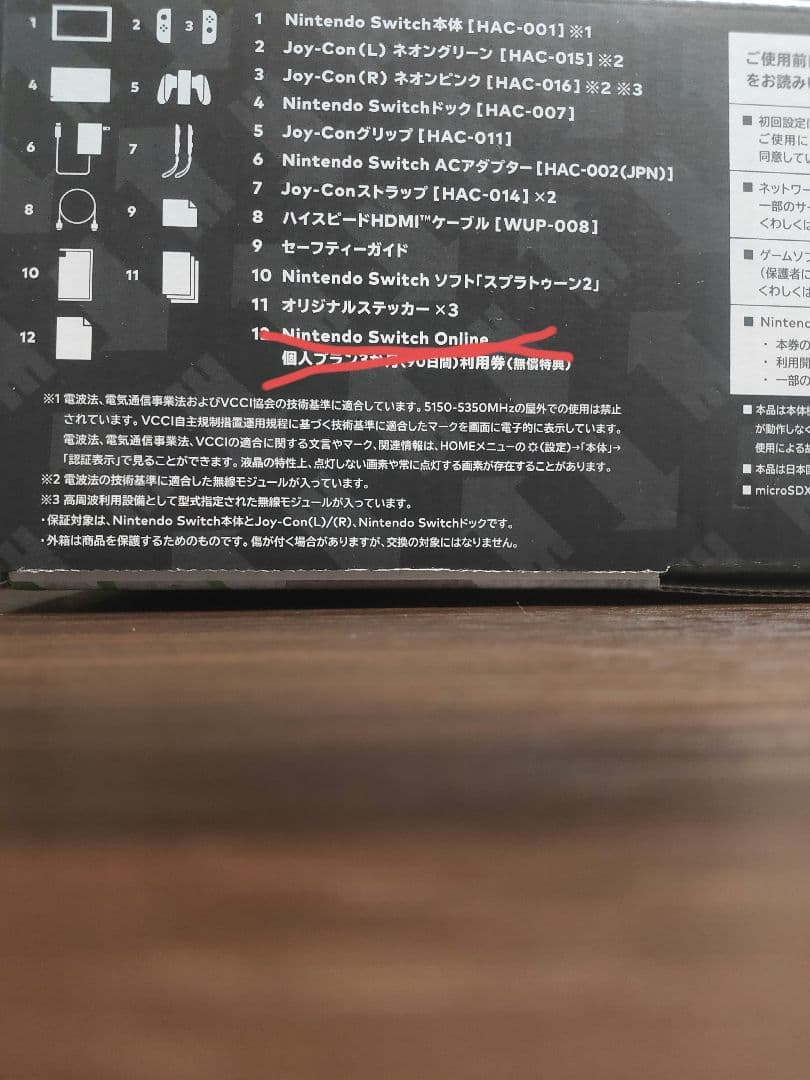 1 Nintendo Switch本体［HAC-001］※1
2 Joy-Con(L) ネオングリーン［HAC-015］※2
3 Joy-Con(R) ネオンピンク［HAC-016］※2 ※3
4 Nintendo Switchドック［HAC-007］
5 Joy-Conグリップ［HAC-011］
6 Nintendo Switch ACアダプター［HAC-002(JPN)］
7 Joy-Conストラップ［HAC-014］×2
8 ハイスピードHDMI™ケーブル［WUP-008］
9 セーフティーガイド
10 Nintendo Switch ソフト「スプラトゥーン2」
11 オリジナルステッカー ×3
12 Nintendo Switch Online
個人プラン3か月(90日間)利用券(無償特典)
1
2
3
4
5
6
7
8
9
10
11
12
※1 電波法、電気通信事業法およびVCCI協会の技術基準に適合しています。5150-5350MHzの屋外での使用は禁止
されています。VCCI自主規制措置運用規程に基づく技術基準に適合したマークを画面に電子的に表示しています。
電波法、電気通信事業法、VCCIの適合に関する文言やマーク、関連情報は、HOMEメニューの(設定)→「本体」→
「認証表示」で見ることができます。液晶の特性上、点灯しない画素や常に点灯する画素が存在することがあります。
※2 電波法の技術基準に適合した無線モジュールが入っています。
※3 高周波利用設備として型式指定された無線モジュールが入っています。
・保証対象は、Nintendo Switch本体とJoy-Con(L)/(R)、Nintendo Switchドックです。
・外箱は商品を保護するためのものです。傷が付く場合がありますが、交換の対象にはなりません。
ご使用前に
をお読み
■ 初回設定に
ご使用に
同意してい
■ ネットワー
一部のサー
くわしくは
■ ゲームソフ
(保護者に
くわしくは
■ Nintend
・本券の
・利用開
・一部の
■ 本品は本体
が動作しなく
使用による故
■ 本品は日本国
■ microSDX